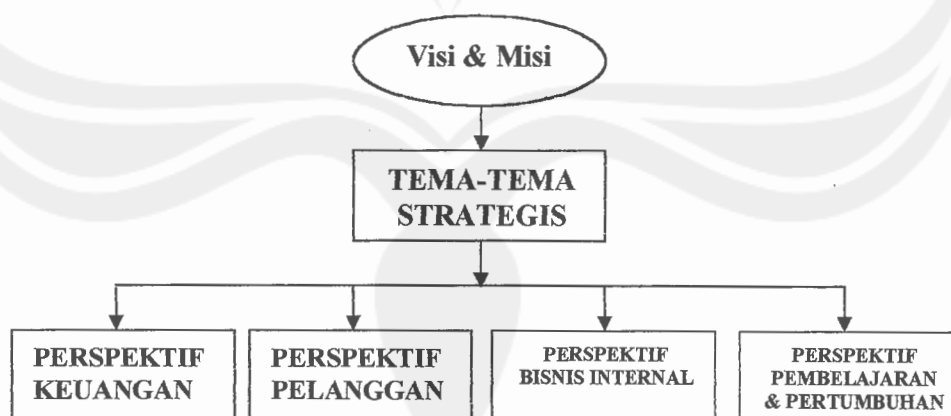 Visi & Misi
TEMA-TEMA
STRATEGIS
PERSPEKTIF
KEUANGAN
PERSPEKTIF
PELANGGAN
PERSPEKTIF
BISNIS INTERNAL
PERSPEKTIF
PEMBELAJARAN
& PERTUMBUHAN